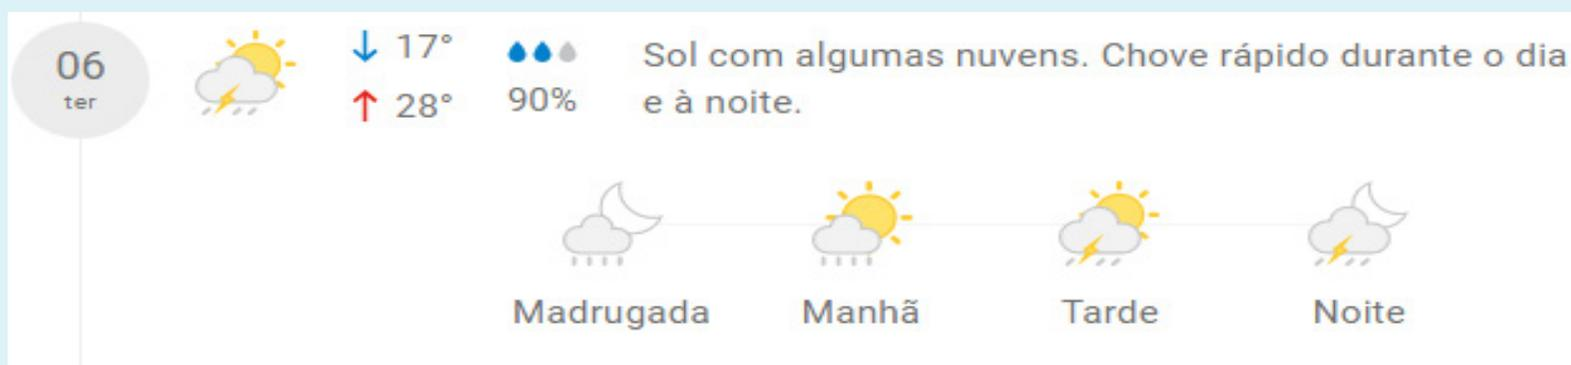 06
ter
17°
28°
90%
Sol com algumas nuvens. Chove rápido durante o dia
e à noite.
Madrugada
Manhã
Tarde
Noite